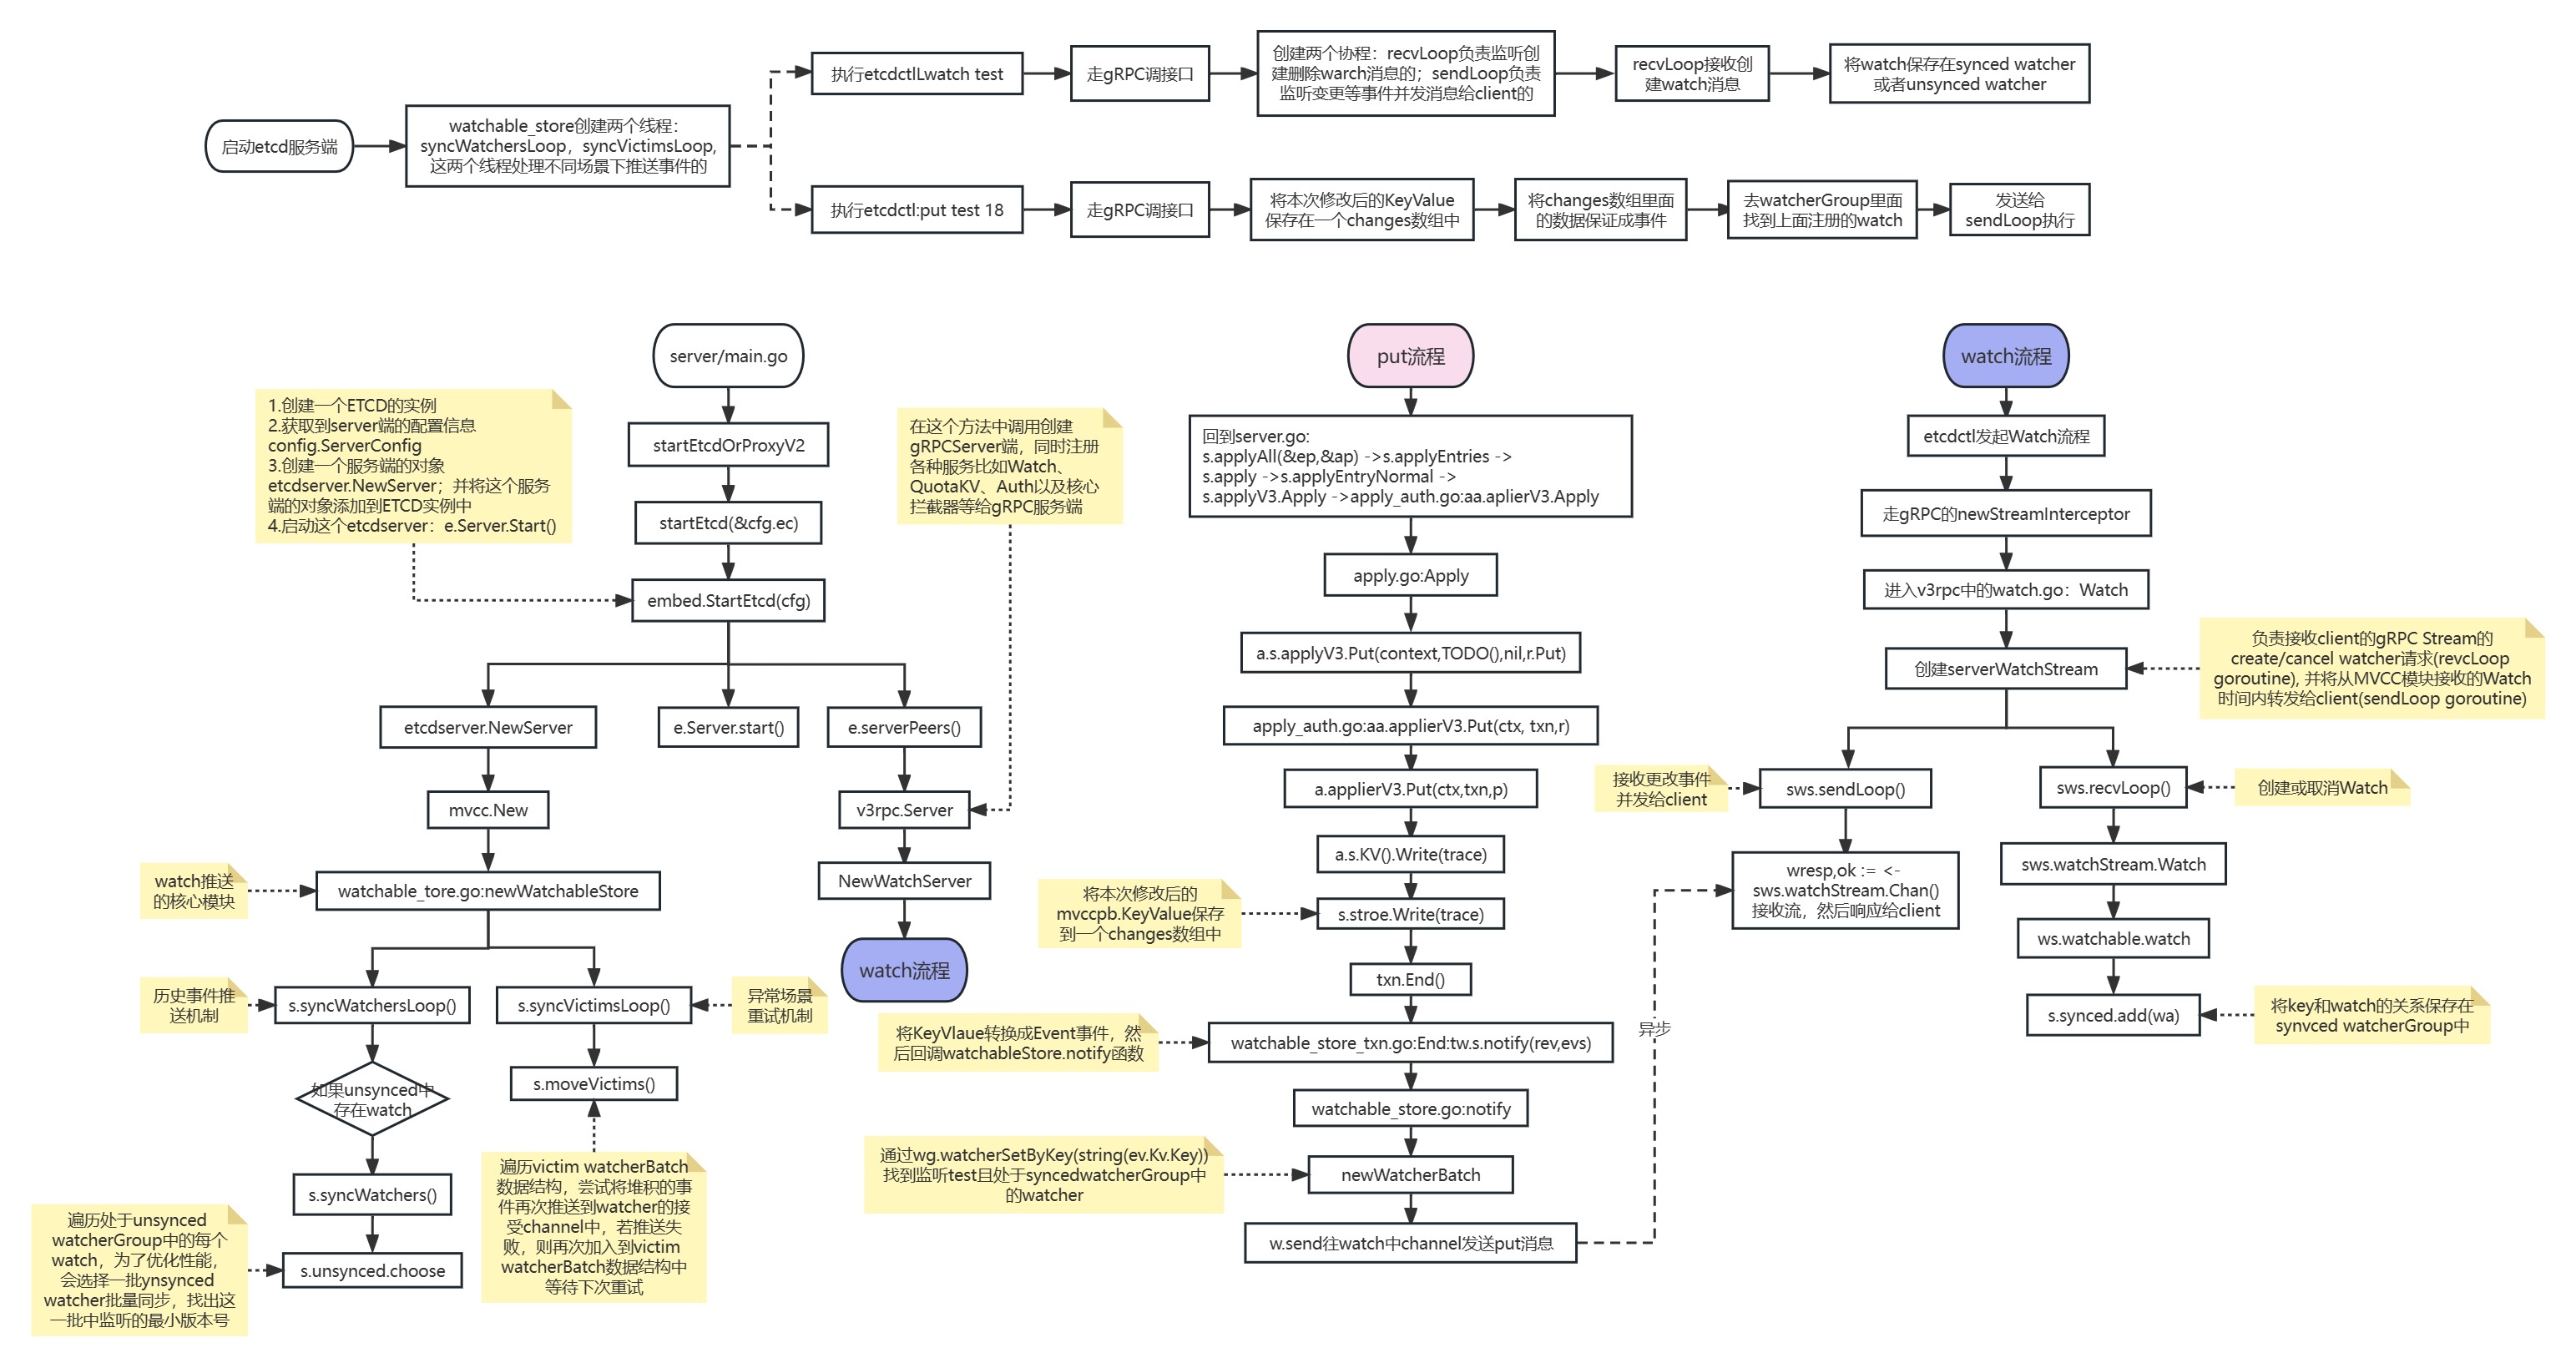 启动etcd服务端
watchable_store创建两个线程：
syncWatchersLoop，syncVictimsLoop,
这两个线程处理不同场景下推送事件的
执行etcdctlLwatch test
走gRPC调接口
创建两个协程：recvLoop负责监听创
建删除warch消息的；sendLoop负责
监听变更等事件并发消息给client的
recvLoop接收创
建watch消息
将watch保存在synced watcher
或者unsynced watcher
执行etcdctl:put test 18
走gRPC调接口
将本次修改后的KeyValue
保存在一个changes数组中
将changes数组里面
的数据保证成事件
去watcherGroup里面
找到上面注册的watch
发送给
sendLoop执行
server/main.go
startEtcdOrProxyV2
startEtcd(&cfg.ec)
embed.StartEtcd(cfg)
1.创建一个ETCD的实例
2.获取到server端的配置信息
config.ServerConfig
3.创建一个服务端的对象
etcdserver.NewServer；并将这个服务
端的对象添加到ETCD实例中
4.启动这个etcdserver：e.Server.Start()
在这个方法中调用创建
gRPCServer端，同时注册
各种服务比如Watch、
QuotaKV、Auth以及核心
拦截器等给gRPC服务端
etcdserver.NewServer
e.Server.start()
e.serverPeers()
mvcc.New
v3rpc.Server
watch推送
的核心模块
watchable_tore.go:newWatchableStore
NewWatchServer
watch流程
历史事件推
送机制
s.syncWatchersLoop()
s.syncVictimsLoop()
异常场景
重试机制
如果unsynced中
存在watch
s.moveVictims()
s.syncWatchers()
s.unsynced.choose
遍历处于unsynced
watcherGroup中的每个
watch，为了优化性能，
会选择一批ynsynced
watcher批量同步，找出这
一批中监听的最小版本号
遍历victim watcherBatch
数据结构，尝试将堆积的事
件再次推送到watcher的接
受channel中，若推送失
败，则再次加入到victim
watcherBatch数据结构中
等待下次重试
put流程
回到server.go:
s.applyAll(&ep,&ap) ->s.applyEntries ->
s.apply ->s.applyEntryNormal ->
s.applyV3.Apply ->apply_auth.go:aa.aplierV3.Apply
apply.go:Apply
a.s.applyV3.Put(context,TODO(),nil,r.Put)
apply_auth.go:aa.applierV3.Put(ctx, txn,r)
a.applierV3.Put(ctx,txn,p)
a.s.KV().Write(trace)
将本次修改后的
mvccpb.KeyValue保存
到一个changes数组中
s.stroe.Write(trace)
txn.End()
将KeyVlaue转换成Event事件，然
后回调watchableStore.notify函数
watchable_store_txn.go:End:tw.s.notify(rev,evs)
watchable_store.go:notify
通过wg.watcherSetByKey(string(ev.Kv.Key))
找到监听test且处于syncedwatcherGroup中
的watcher
newWatcherBatch
w.send往watch中channel发送put消息
异步
watch流程
etcdctl发起Watch流程
走gRPC的newStreamInterceptor
进入v3rpc中的watch.go：Watch
创建serverWatchStream
负责接收client的gRPC Stream的
create/cancel watcher请求(revcLoop
goroutine), 并将从MVCC模块接收的Watch
时间内转发给client(sendLoop goroutine)
接收更改事件
并发给client
sws.sendLoop()
sws.recvLoop()
创建或取消Watch
wresp,ok := <-
sws.watchStream.Chan()
接收流，然后响应给client
sws.watchStream.Watch
ws.watchable.watch
s.synced.add(wa)
将key和watch的关系保存在
synvced watcherGroup中